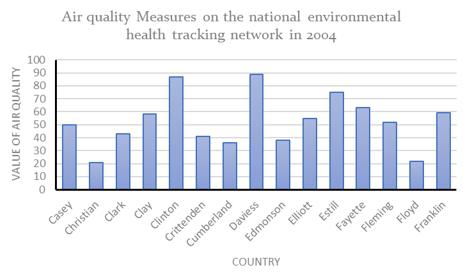 Air quality Measures on the national environmental
health tracking network in 2004
VALUE OF AIR QUALITY
100
90
80
70
60
50
40
30
20
10
0
Casey
Christian
Clark
Clay
Clinton
Crittenden
Cumberland
Daviess
Edmonson
Elliott
Estill
Fayette
Fleming
Floyd
Franklin
COUNTRY